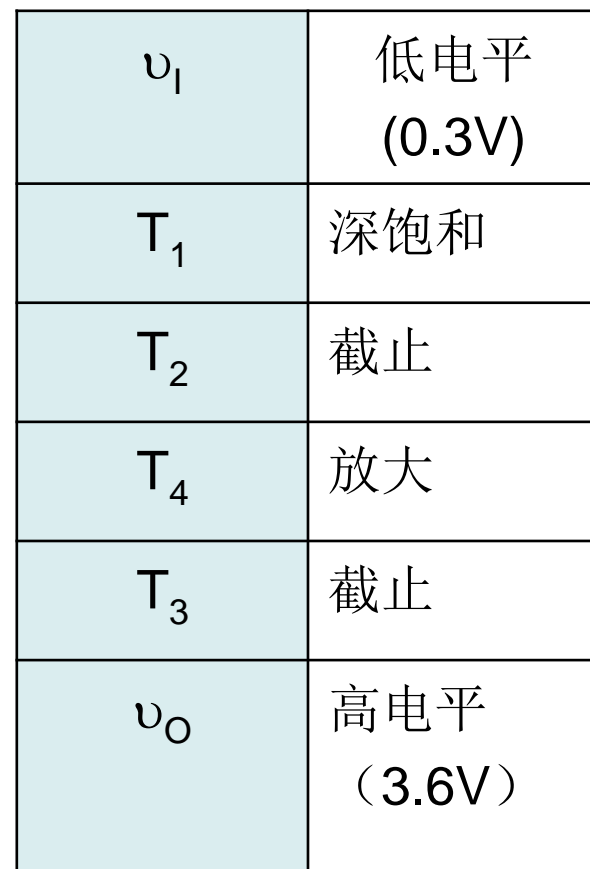 υI 低电平
(0.3V)
T1 深饱和
T2 截止
T4 放大
T3 截止
υO 高电平
（3.6V）